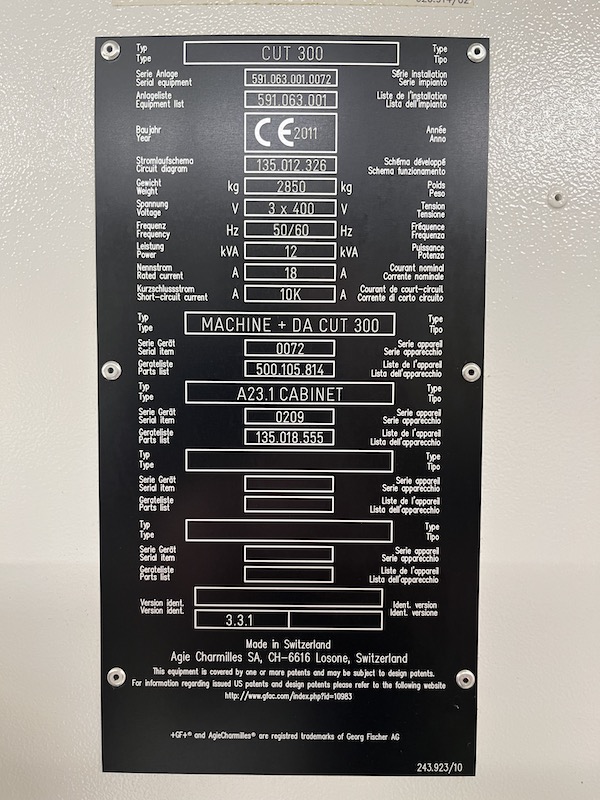 Typ CUT 300 Type
Type Tipo
Serie Anlage 591.063.001.0072 Série installation
Serial equipment Serie impianto
Anlageliste 591.063.001 Liste de l'installation
Equipment list Lista dell'impianto
Baujahr CE 2011 Année
Year Anno
Stromlaufschema 135.012.326 Schéma développé
Circuit diagram Schema funzionamento
Gewicht kg 2850 kg Poids
Weight Peso
Spannung V 3 x 400 V Tension
Voltage Tensione
Frequenz Hz 50/60 Hz Fréquence
Frequency Frequenza
Leistung kVA 12 kVA Puissance
Power Potenza
Nennstrom A 18 A Courant nominal
Rated current Corrente nominale
Kurzschlussstrom A 10K A Courant de court-circuit
Short-circuit current Corrente di corto circuito
Typ MACHINE + DA CUT 300 Type
Type Tipo
Serie Gerät 0072 Serie appareil
Serial item Serie apparecchio
Gerateliste 500.105.814 Liste de l'appareil
Parts list Lista dell'apparecchio
Typ A23.1 CABINET Type
Type Tipo
Serie Gerät 0209 Serie appareil
Serial item Serie apparecchio
Gerateliste 135.018.555 Liste de l'appareil
Parts list Lista dell'apparecchio
Typ Type
Type Tipo
Serie Gerät Serie appareil
Serial item Serie apparecchio
Gerateliste Liste de l'appareil
Parts list Lista dell'apparecchio
Typ Type
Type Tipo
Serie Gerät Serie appareil
Serial item Serie apparecchio
Gerateliste Liste de l'appareil
Parts list Lista dell'apparecchio
Version ident. Ident. version
Version ident. Ident. versione
3.3.1
Made in Switzerland
Agie Charmilles SA, CH-6616 Losone, Switzerland
This equipment is covered by one or more patents and may be subject to design patents.
For information regarding issued US patents and design patents please refer to the following website
http://www.gfac.com/index.php?id=10983
+GF+® and AgieCharmilles® are registred trademarks of Georg Fischer AG
243.923/10